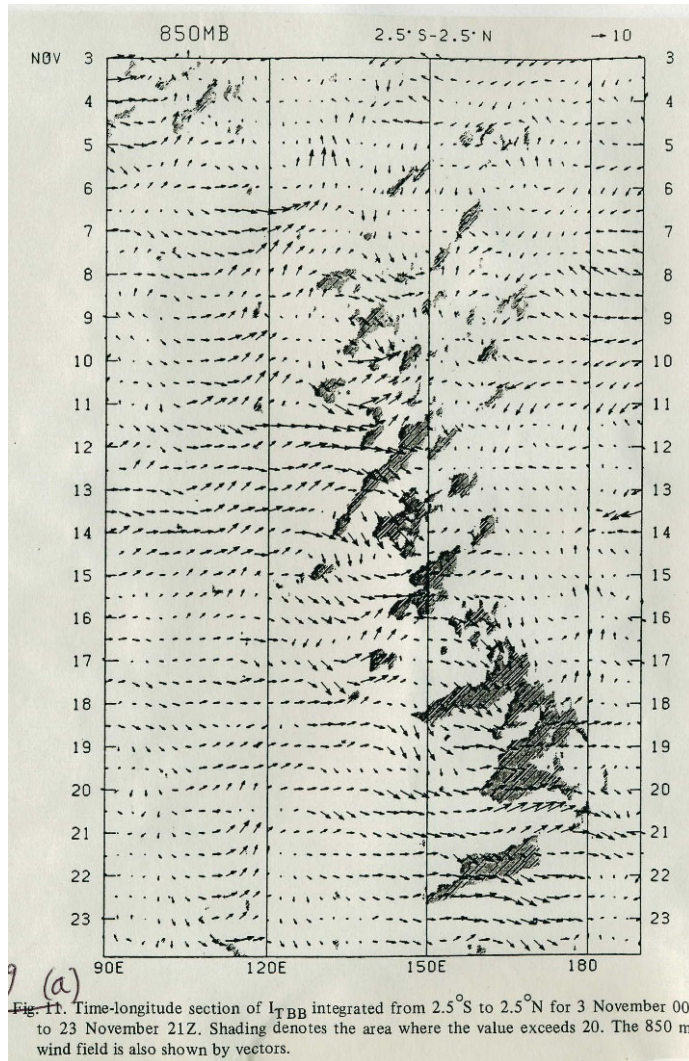 850MB 2.5°S-2.5°N → 10
NOV 3 3
4 4
5 5
6 6
7 7
8 8
9 9
10 10
11 11
12 12
13 13
14 14
15 15
16 16
17 17
18 18
19 19
20 20
21 21
22 22
23 23
90E 120E 150E 180
(a)
Fig. 11. Time-longitude section of I_TBB integrated from 2.5°S to 2.5°N for 3 November 00
to 23 November 21Z. Shading denotes the area where the value exceeds 20. The 850 m
wind field is also shown by vectors.